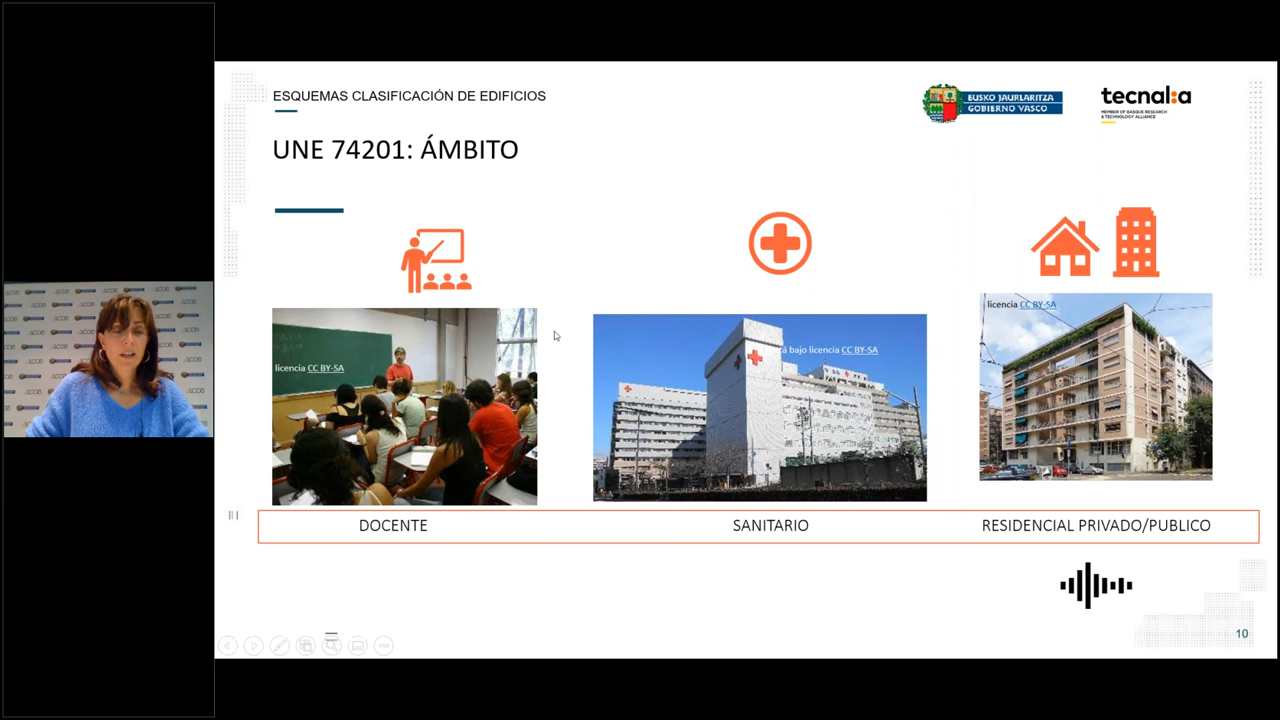 ESQUEMAS CLASIFICACIÓN DE EDIFICIOS
EUSKO JAURLARITZA
GOBIERNO VASCO
tecnal:a
MEMBER OF BASQUE RESEARCH
& TECHNOLOGY ALLIANCE
UNE 74201: ÁMBITO
licencia CC BY-SA
bajo licencia CC BY-SA
licencia CC BY-SA
DOCENTE
SANITARIO
RESIDENCIAL PRIVADO/PUBLICO
10